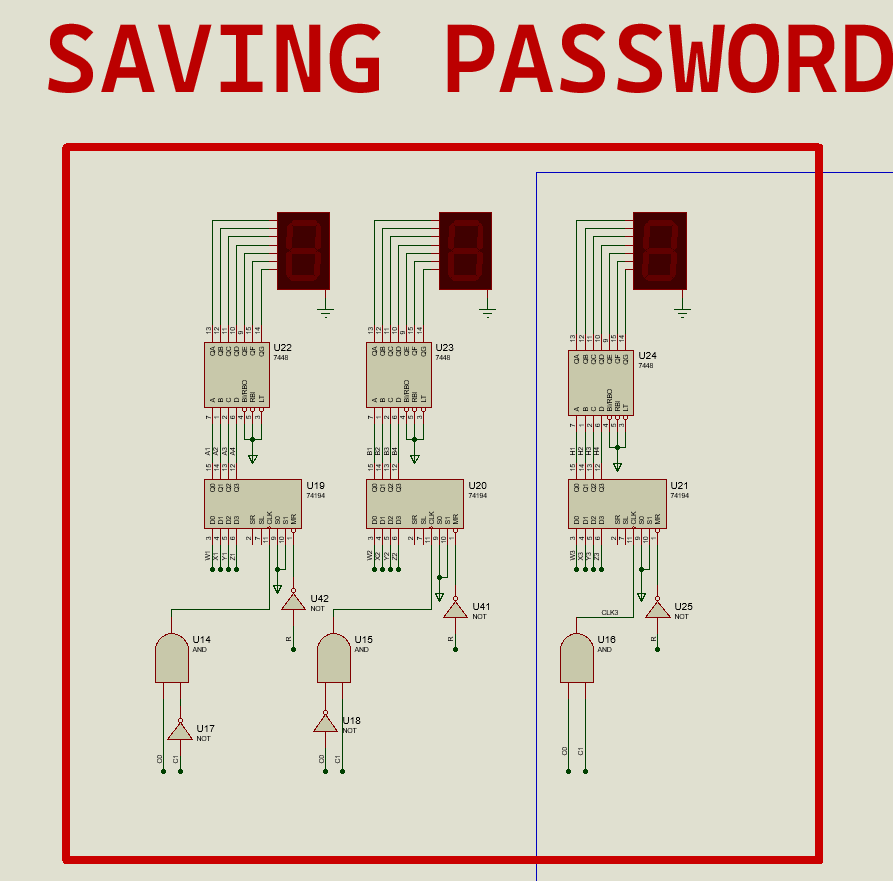 SAVING PASSWORD
13 12 11 10 9 15 14
QA QB QC QD QE QF QG
U22
7448
A B C D BI/RBO RBI LT
7 1 2 6 4 5 3
A1 A2 A3 A4
15 14 13 12
Q0 Q1 Q2 Q3
U19
74194
D0 D1 D2 D3 SR SL CLK S0 S1 MR
3 4 5 6 2 7 11 9 10 1
W1 X1 Y1 Z1
U42
NOT
R
U14
AND
U17
NOT
C0 C1
13 12 11 10 9 15 14
QA QB QC QD QE QF QG
U23
7448
A B C D BI/RBO RBI LT
7 1 2 6 4 5 3
B1 B2 B3 B4
15 14 13 12
Q0 Q1 Q2 Q3
U20
74194
D0 D1 D2 D3 SR SL CLK S0 S1 MR
3 4 5 6 2 7 11 9 10 1
W2 X2 Y2 Z2
U41
NOT
R
U15
AND
U18
NOT
C0 C1
13 12 11 10 9 15 14
QA QB QC QD QE QF QG
U24
7448
A B C D BI/RBO RBI LT
7 1 2 6 4 5 3
H1 H2 H3 H4
15 14 13 12
Q0 Q1 Q2 Q3
U21
74194
D0 D1 D2 D3 SR SL CLK S0 S1 MR
3 4 5 6 2 7 11 9 10 1
W3 X3 Y3 Z3
CLK3
U25
NOT
R
U16
AND
C0 C1